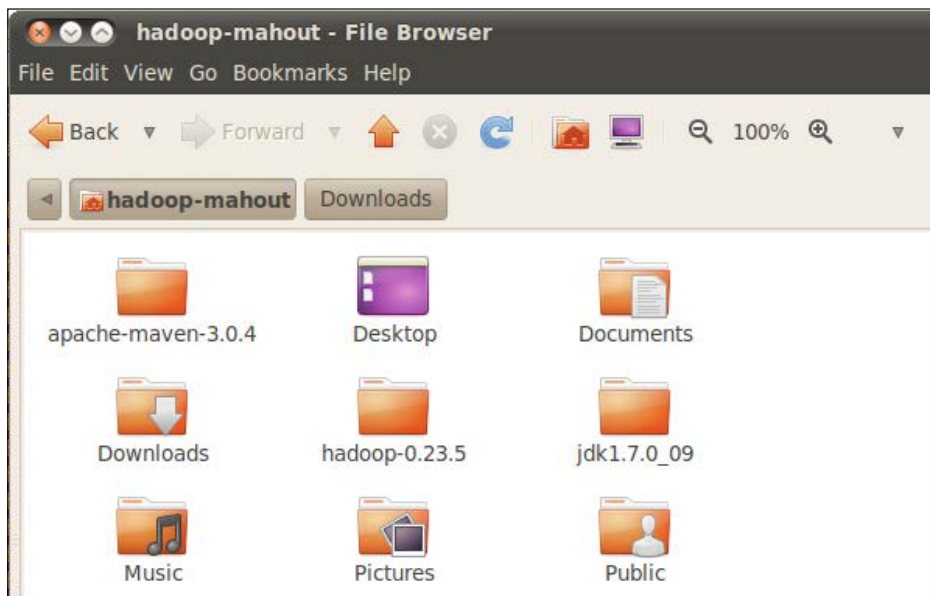 hadoop-mahout - File Browser
File Edit View Go Bookmarks Help
Back Forward 100%
hadoop-mahout Downloads
apache-maven-3.0.4 Desktop Documents
Downloads hadoop-0.23.5 jdk1.7.0_09
Music Pictures Public